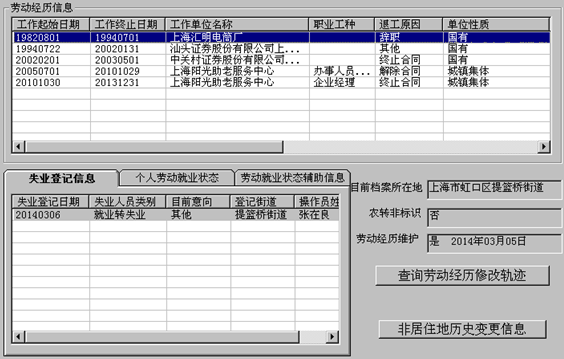 劳动经历信息
工作起始日期 工作终止日期 工作单位名称 职业工种 退工原因 单位性质
19820801 19940701 上海汇明电筒厂 辞职 国有
19940722 20020131 汕头证券股份有限公司上... 其他 国有
20020201 20030501 中关村证券股份有限公司... 终止合同 国有
20050701 20101029 上海阳光助老服务中心 办事人员... 解除合同 城镇集体
20101030 20131231 上海阳光助老服务中心 企业经理 终止合同 城镇集体
失业登记信息 个人劳动就业状态 劳动就业状态辅助信息
失业登记日期 失业人员类别 目前意向 登记街道 操作员姓
20140306 就业转失业 其他 提篮桥街道 张在良
目前档案所在地 上海市虹口区提篮桥街道
农转非标识 否
劳动经历维护 是 2014年03月05日
查询劳动经历修改轨迹
非居住地历史变更信息